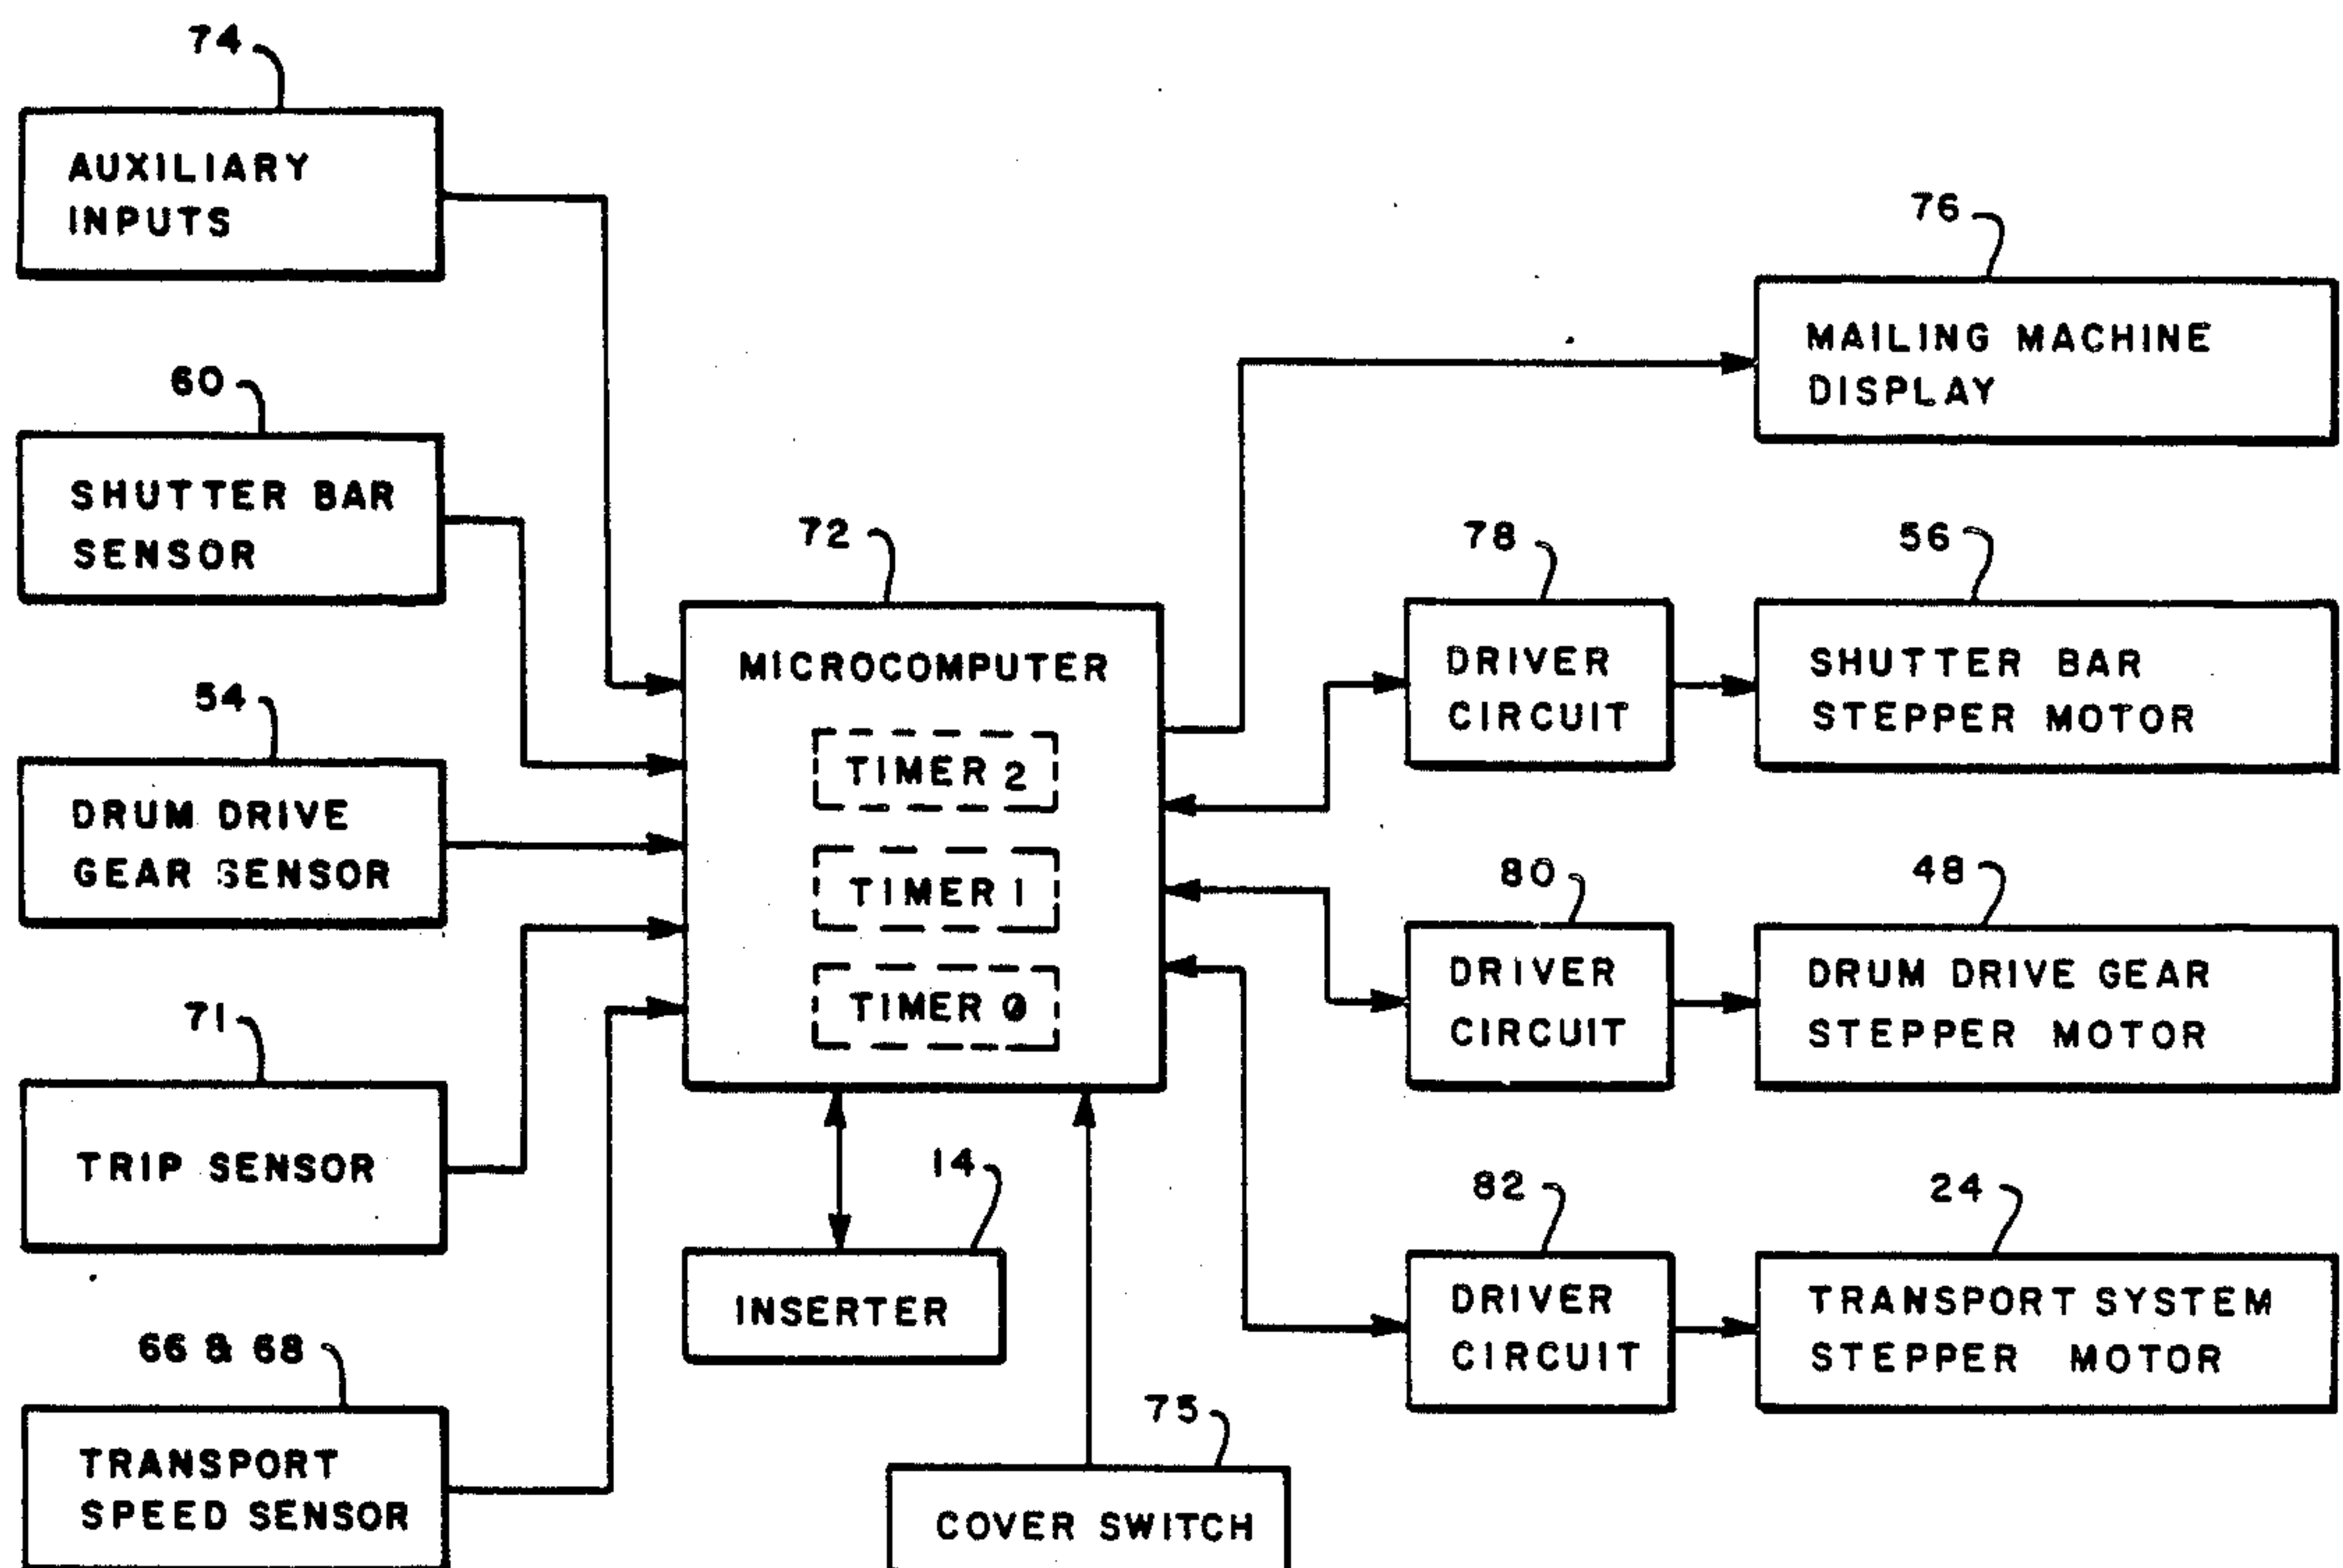 74
AUXILIARY
INPUTS
60
SHUTTER BAR
SENSOR
54
DRUM DRIVE
GEAR SENSOR
71
TRIP SENSOR
66 & 68
TRANSPORT
SPEED SENSOR
72
MICROCOMPUTER
TIMER 2
TIMER 1
TIMER 0
14
INSERTER
75
COVER SWITCH
76
MAILING MACHINE
DISPLAY
78
DRIVER
CIRCUIT
56
SHUTTER BAR
STEPPER MOTOR
80
DRIVER
CIRCUIT
48
DRUM DRIVE GEAR
STEPPER MOTOR
82
DRIVER
CIRCUIT
24
TRANSPORT SYSTEM
STEPPER MOTOR